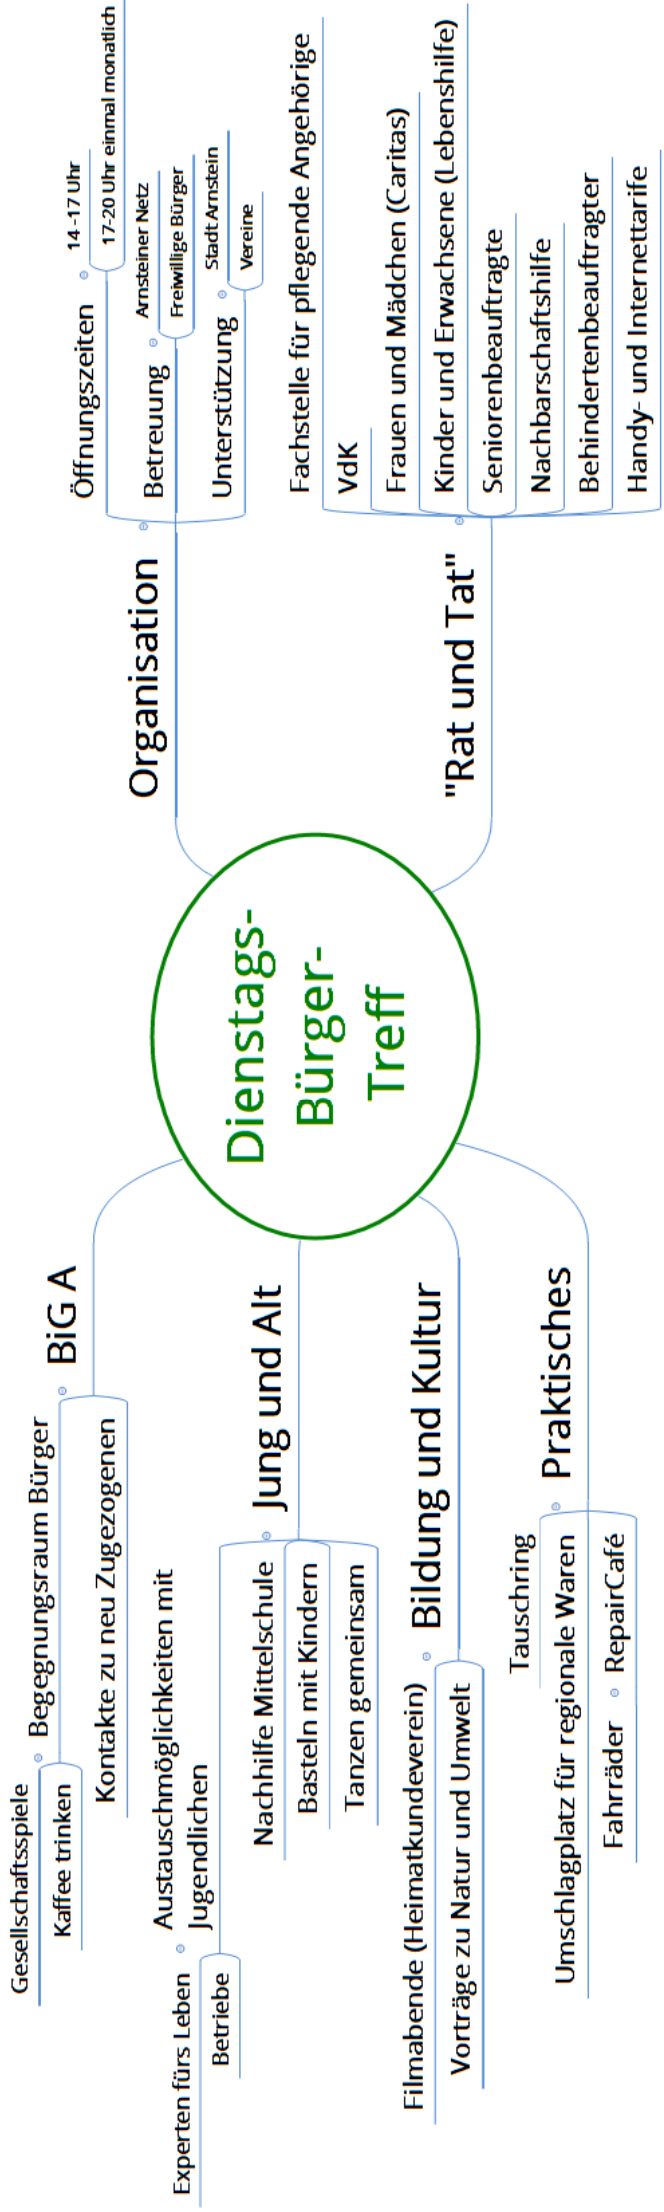 Dienstags-
Bürger-
Treff
Organisation
Öffnungszeiten
14 -17 Uhr
17-20 Uhr einmal monatlich
Betreuung
Arnsteiner Netz
Freiwillige Bürger
Unterstützung
Stadt Arnstein
Vereine
"Rat und Tat"
Fachstelle für pflegende Angehörige
VdK
Frauen und Mädchen (Caritas)
Kinder und Erwachsene (Lebenshilfe)
Seniorenbeauftragte
Nachbarschaftshilfe
Behindertenbeauftragter
Handy- und Internettarife
BiG A
Begegnungsraum Bürger
Gesellschaftsspiele
Kaffee trinken
Kontakte zu neu Zugezogenen
Jung und Alt
Austauschmöglichkeiten mit
Jugendlichen
Experten fürs Leben
Betriebe
Nachhilfe Mittelschule
Basteln mit Kindern
Tanzen gemeinsam
Bildung und Kultur
Filmabende (Heimatkundeverein)
Vorträge zu Natur und Umwelt
Praktisches
Tauschring
Umschlagplatz für regionale Waren
RepairCafé
Fahrräder